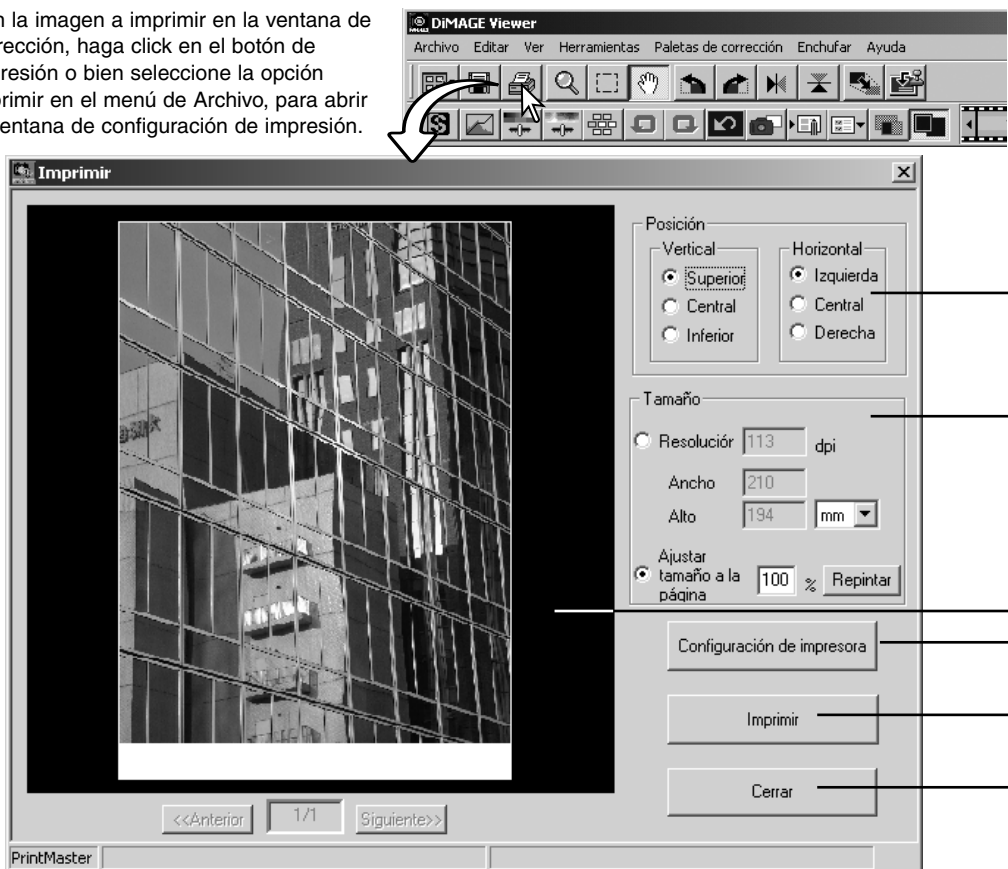 n la imagen a imprimir en la ventana de
rección, haga click en el botón de
presión o bien seleccione la opción
rimir en el menú de Archivo, para abrir
entana de configuración de impresión.
DiMAGE Viewer
Archivo Editar Ver Herramientas Paletas de corrección Enchufar Ayuda
Imprimir
Posición
Vertical
Superior
Central
Inferior
Horizontal
Izquierda
Central
Derecha
Tamaño
Resolución 113 dpi
Ancho 210
Alto 194 mm
Ajustar
tamaño a la
página
100 % Repintar
Configuración de impresora
Imprimir
Cerrar
<<Anterior 1/1 Siguiente>>
PrintMaster